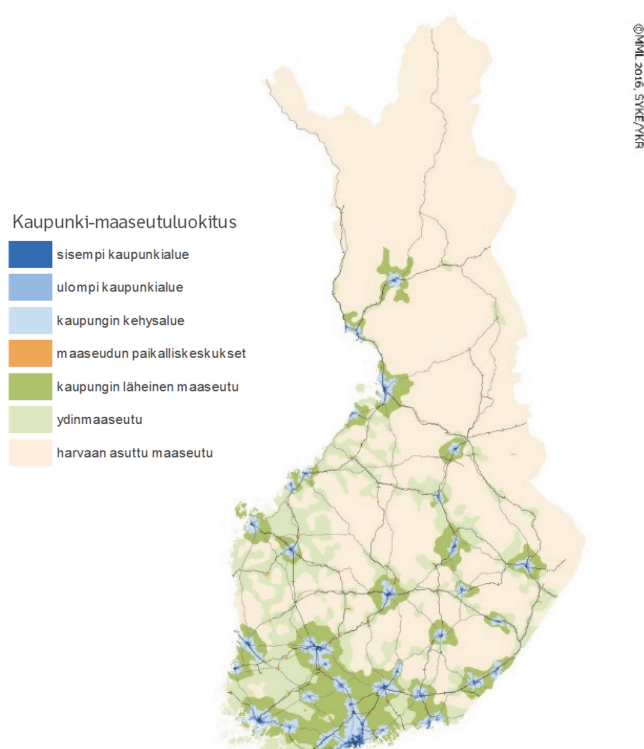 ©MML 2016, SYKE/YKR
Kaupunki-maaseutuluokitus
sisempi kaupunkialue
ulompi kaupunkialue
kaupungin kehysalue
maaseudun paikalliskeskukset
kaupungin läheinen maaseutu
ydinmaaseutu
harvaan asuttu maaseutu